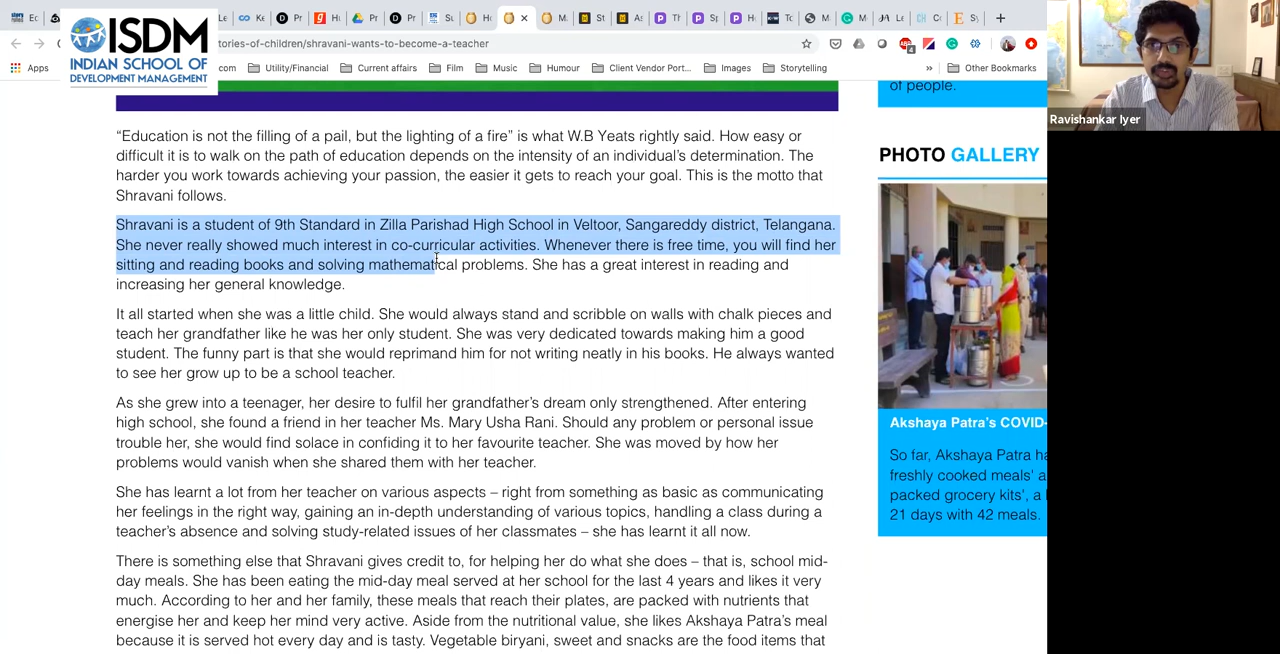 ISDM
INDIAN SCHOOL OF
DEVELOPMENT MANAGEMENT
tories-of-children/shravani-wants-to-become-a-teacher
Apps
com
Utility/Financial
Current affairs
Film
Music
Humour
Client Vendor Port...
Images
Storytelling
»
Other Bookmarks
Ravishankar Iyer
“Education is not the filling of a pail, but the lighting of a fire” is what W.B Yeats rightly said. How easy or
difficult it is to walk on the path of education depends on the intensity of an individual’s determination. The
harder you work towards achieving your passion, the easier it gets to reach your goal. This is the motto that
Shravani follows.
Shravani is a student of 9th Standard in Zilla Parishad High School in Veltoor, Sangareddy district, Telangana.
She never really showed much interest in co-curricular activities. Whenever there is free time, you will find her
sitting and reading books and solving mathematical problems. She has a great interest in reading and
increasing her general knowledge.
It all started when she was a little child. She would always stand and scribble on walls with chalk pieces and
teach her grandfather like he was her only student. She was very dedicated towards making him a good
student. The funny part is that she would reprimand him for not writing neatly in his books. He always wanted
to see her grow up to be a school teacher.
As she grew into a teenager, her desire to fulfil her grandfather’s dream only strengthened. After entering
high school, she found a friend in her teacher Ms. Mary Usha Rani. Should any problem or personal issue
trouble her, she would find solace in confiding it to her favourite teacher. She was moved by how her
problems would vanish when she shared them with her teacher.
She has learnt a lot from her teacher on various aspects – right from something as basic as communicating
her feelings in the right way, gaining an in-depth understanding of various topics, handling a class during a
teacher’s absence and solving study-related issues of her classmates – she has learnt it all now.
There is something else that Shravani gives credit to, for helping her do what she does – that is, school mid-
day meals. She has been eating the mid-day meal served at her school for the last 4 years and likes it very
much. According to her and her family, these meals that reach their plates, are packed with nutrients that
energise her and keep her mind very active. Aside from the nutritional value, she likes Akshaya Patra’s meal
because it is served hot every day and is tasty. Vegetable biryani, sweet and snacks are the food items that
of people.
PHOTO GALLERY
Akshaya Patra’s COVID-
So far, Akshaya Patra ha
freshly cooked meals’ a
packed grocery kits’, a
21 days with 42 meals.